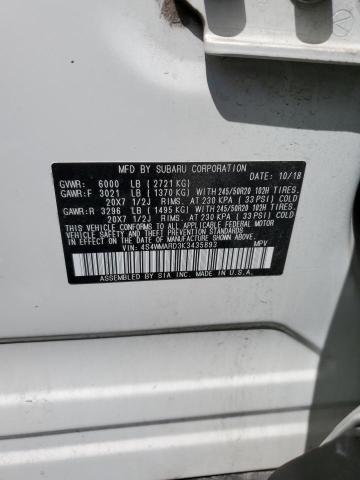 MFD BY SUBARU CORPORATION
DATE: 10/18
GVWR: 6000 LB (2721 KG)
GAWR:F 3021 LB (1370 KG) WITH 245/50R20 102H TIRES.
20X7 1/2J RIMS. AT 230 KPA (33 PSI) COLD
GAWR:R 3296 LB (1495 KG) WITH 245/50R20 102H TIRES.
20X7 1/2J RIMS. AT 230 KPA (33 PSI) COLD
THIS VEHICLE CONFORMS TO ALL APPLICABLE FEDERAL MOTOR
VEHICLE SAFETY AND BUMPER STANDARDS IN
EFFECT ON THE DATE OF MANUFACTURE SHOWN ABOVE.
VIN: 4S4WMARD3K3435693 MPV
ASSEMBLED BY SIA INC. MADE IN U.S.A.